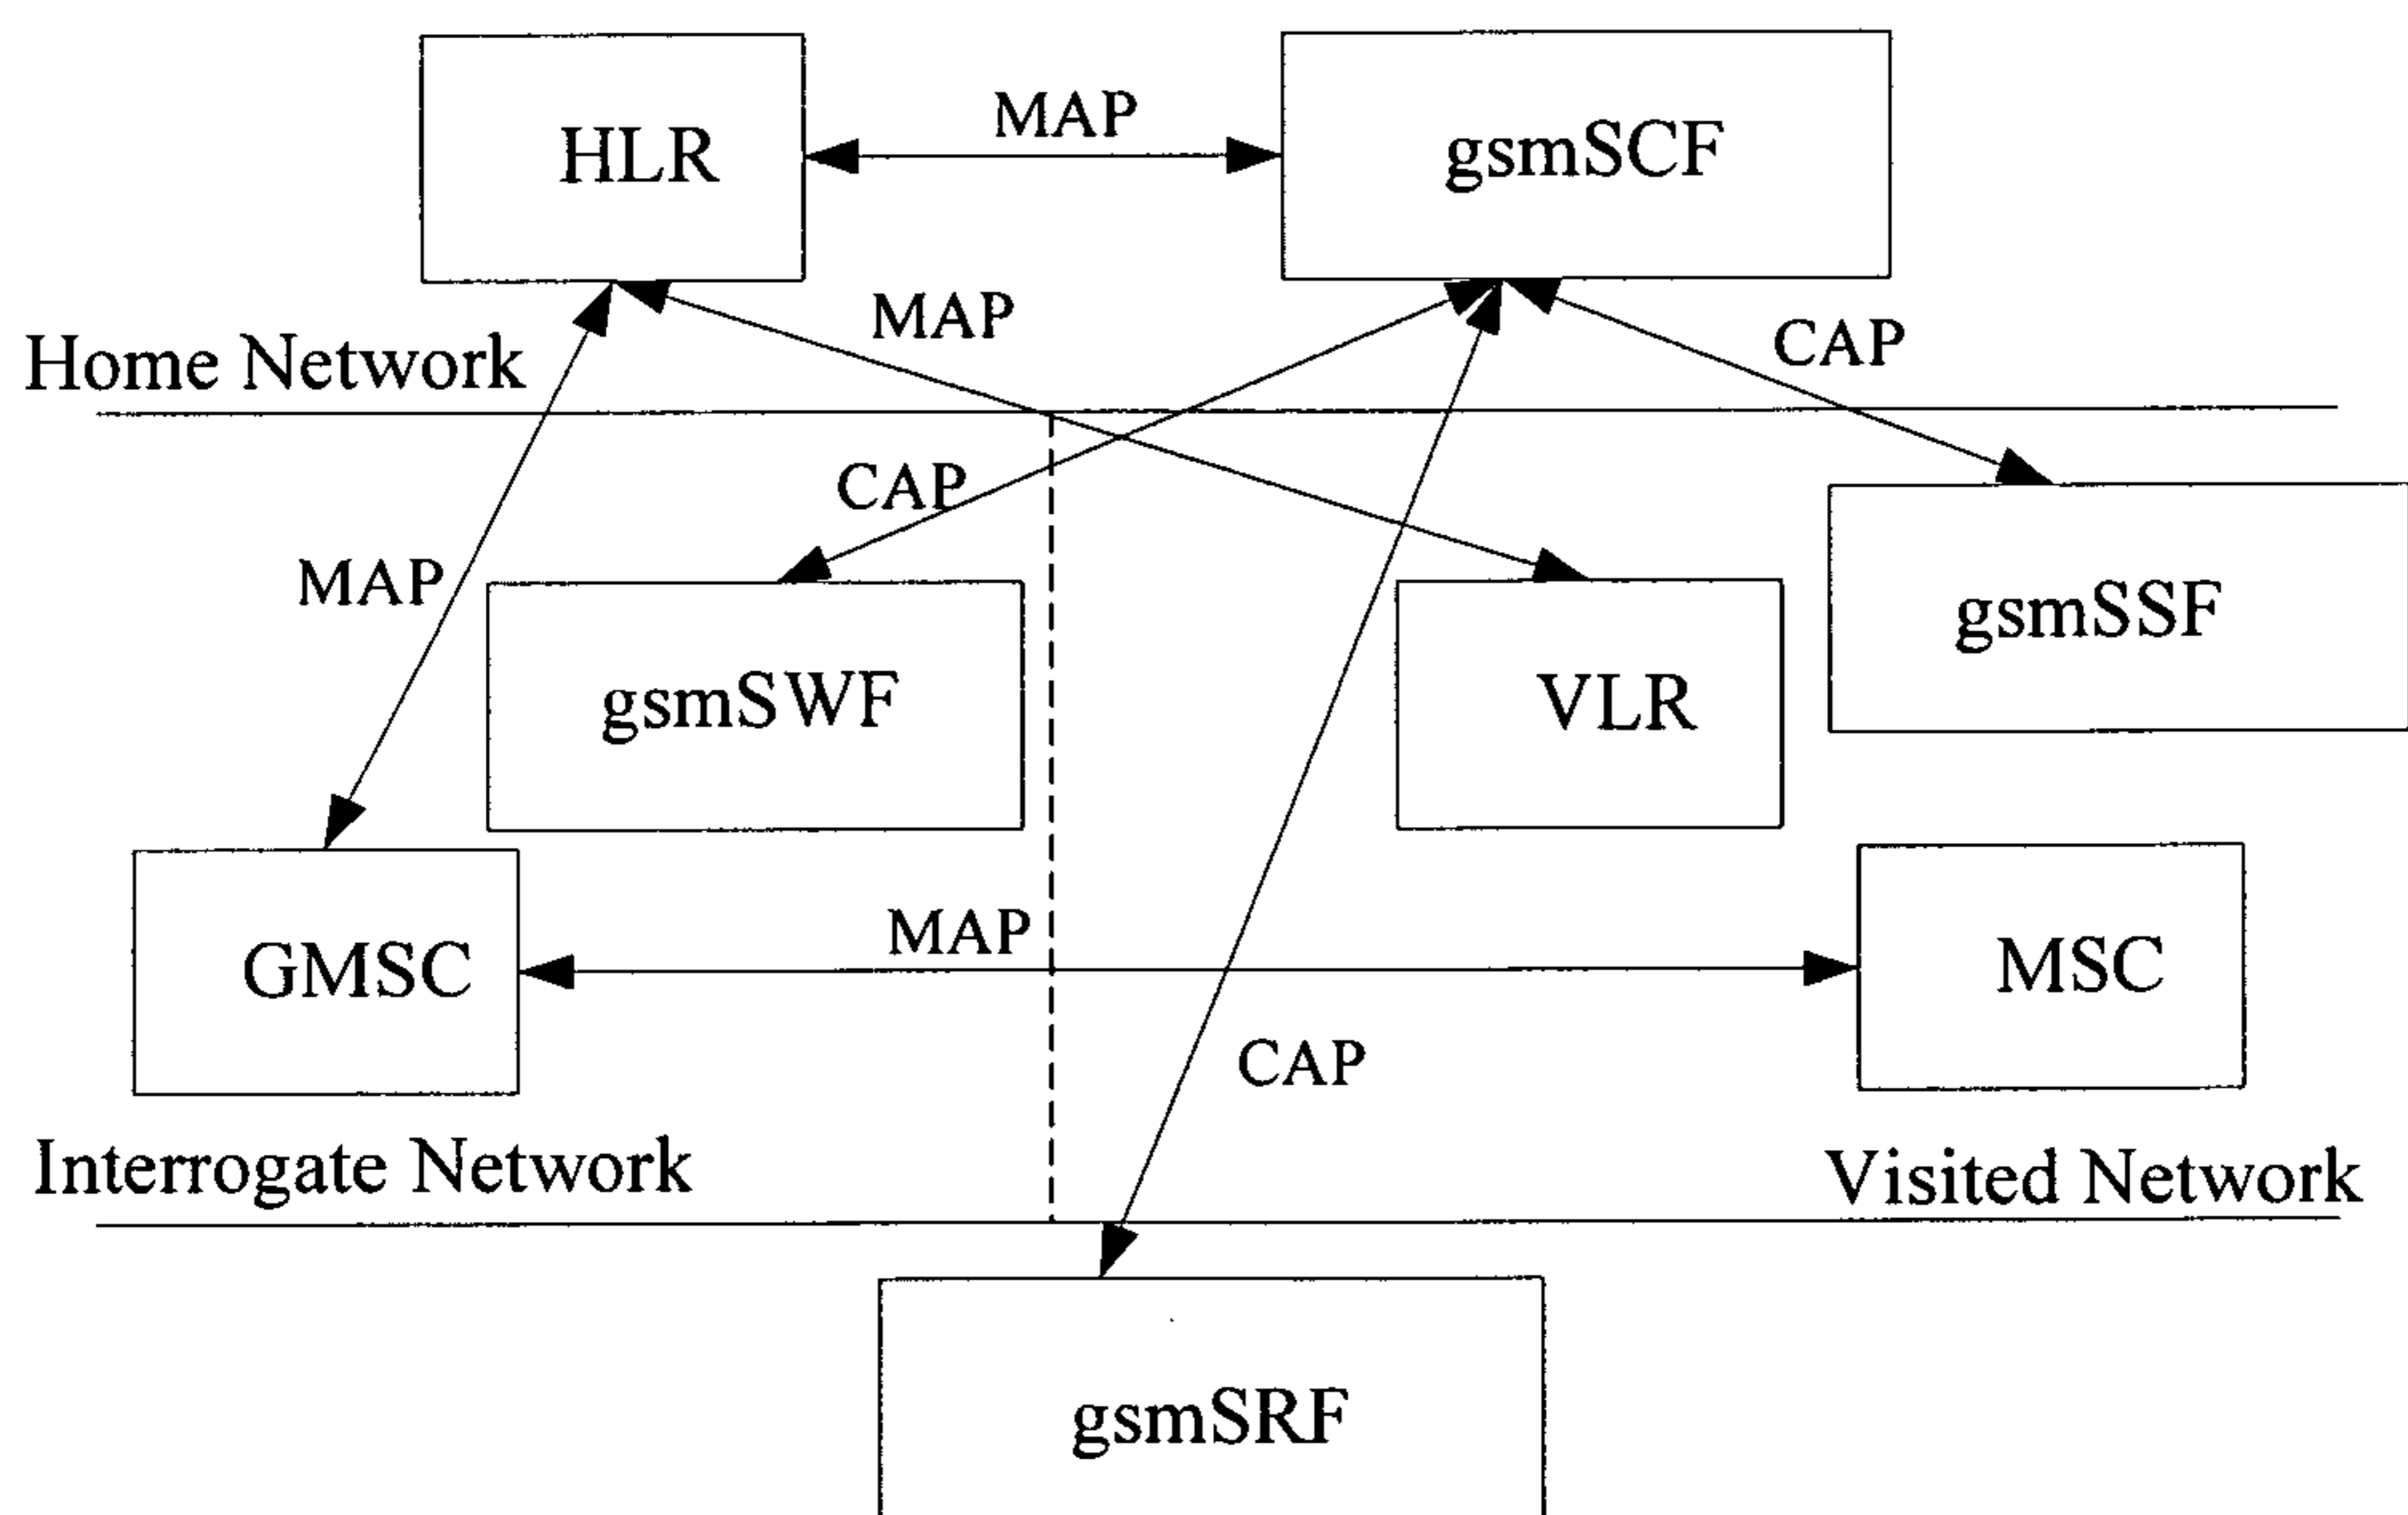 HLR
MAP
gsmSCF
MAP
CAP
Home Network
CAP
MAP
gsmSWF
VLR
gsmSSF
GMSC
MAP
MSC
CAP
Interrogate Network
Visited Network
gsmSRF